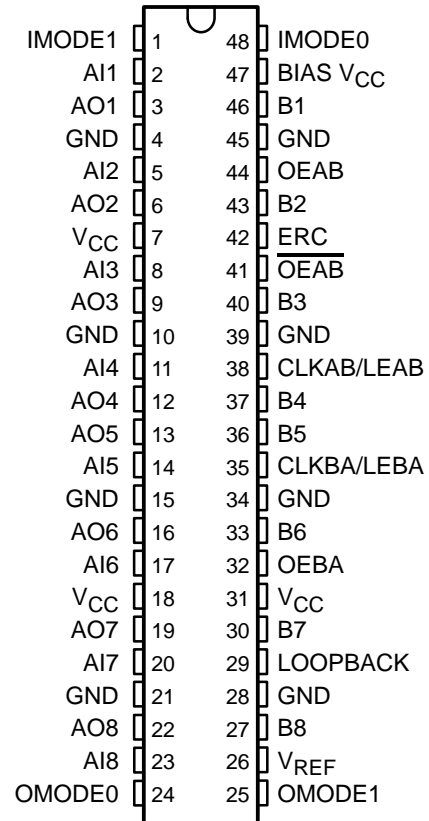 IMODE1 1 48 IMODE0
AI1 2 47 BIAS VCC
AO1 3 46 B1
GND 4 45 GND
AI2 5 44 OEAB
AO2 6 43 B2
VCC 7 42 ERC
AI3 8 41 OEAB
AO3 9 40 B3
GND 10 39 GND
AI4 11 38 CLKAB/LEAB
AO4 12 37 B4
AO5 13 36 B5
AI5 14 35 CLKBA/LEBA
GND 15 34 GND
AO6 16 33 B6
AI6 17 32 OEBA
VCC 18 31 VCC
AO7 19 30 B7
AI7 20 29 LOOPBACK
GND 21 28 GND
AO8 22 27 B8
AI8 23 26 VREF
OMODE0 24 25 OMODE1